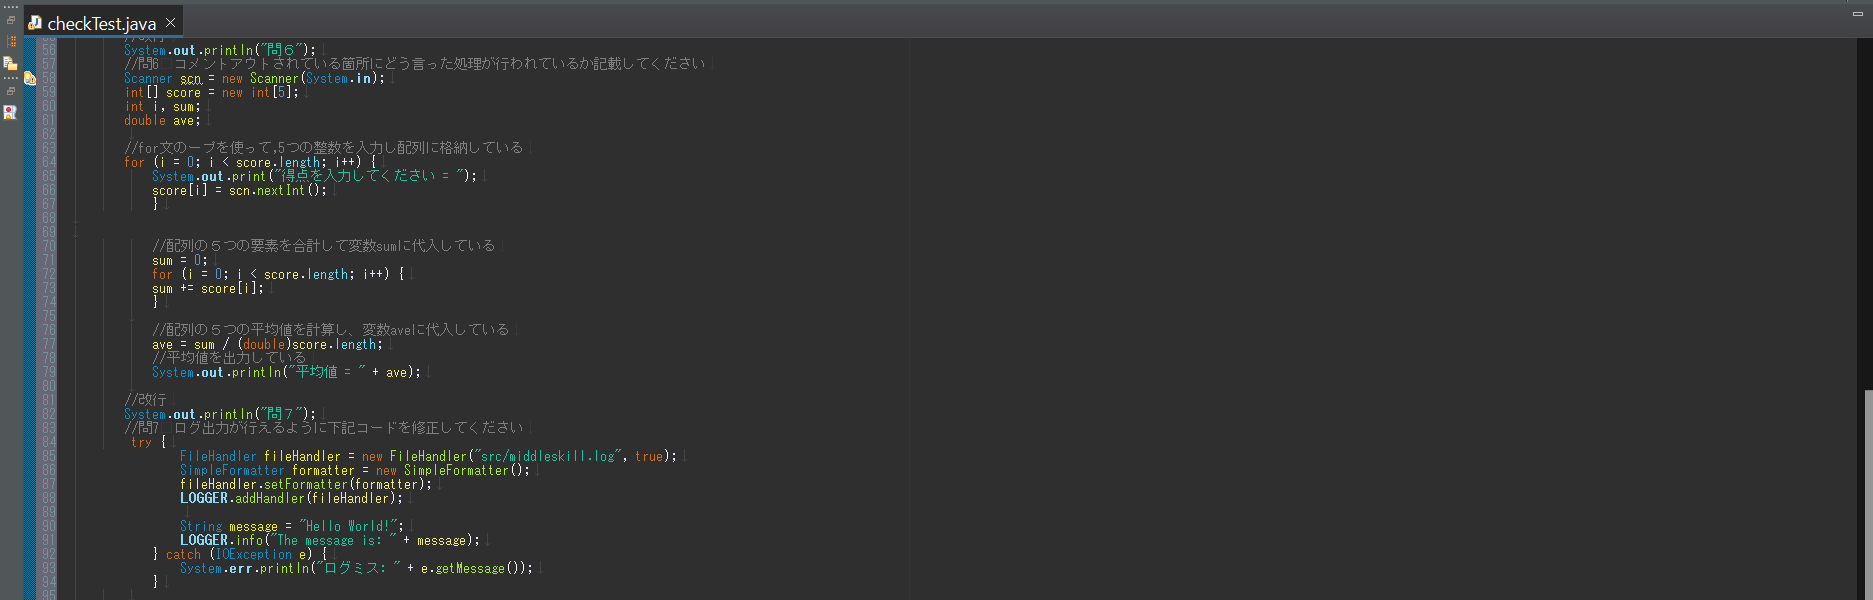 checkTest.java
56 System.out.println("問６");
57 //問6 コメントアウトされている箇所にどう言った処理が行われているか記載してください
58 Scanner scn = new Scanner(System.in);
59 int[] score = new int[5];
60 int i, sum;
61 double ave;
62
63 //for文のープを使って,5つの整数を入力し配列に格納している
64 for (i = 0; i < score.length; i++) {
65 System.out.print("得点を入力してください = ");
66 score[i] = scn.nextInt();
67 }
68
69
70 //配列の５つの要素を合計して変数sumに代入している
71 sum = 0;
72 for (i = 0; i < score.length; i++) {
73 sum += score[i];
74 }
75
76 //配列の５つの平均値を計算し、変数aveに代入している
77 ave = sum / (double)score.length;
78 //平均値を出力している
79 System.out.println("平均値 = " + ave);
80
81 //改行
82 System.out.println("問７");
83 //問7 ログ出力が行えるように下記コードを修正してください
84 try {
85 FileHandler fileHandler = new FileHandler("src/middleskill.log", true);
86 SimpleFormatter formatter = new SimpleFormatter();
87 fileHandler.setFormatter(formatter);
88 LOGGER.addHandler(fileHandler);
89
90 String message = "Hello World!";
91 LOGGER.info("The message is: " + message);
92 } catch (IOException e) {
93 System.err.println("ログミス: " + e.getMessage());
94 }
95